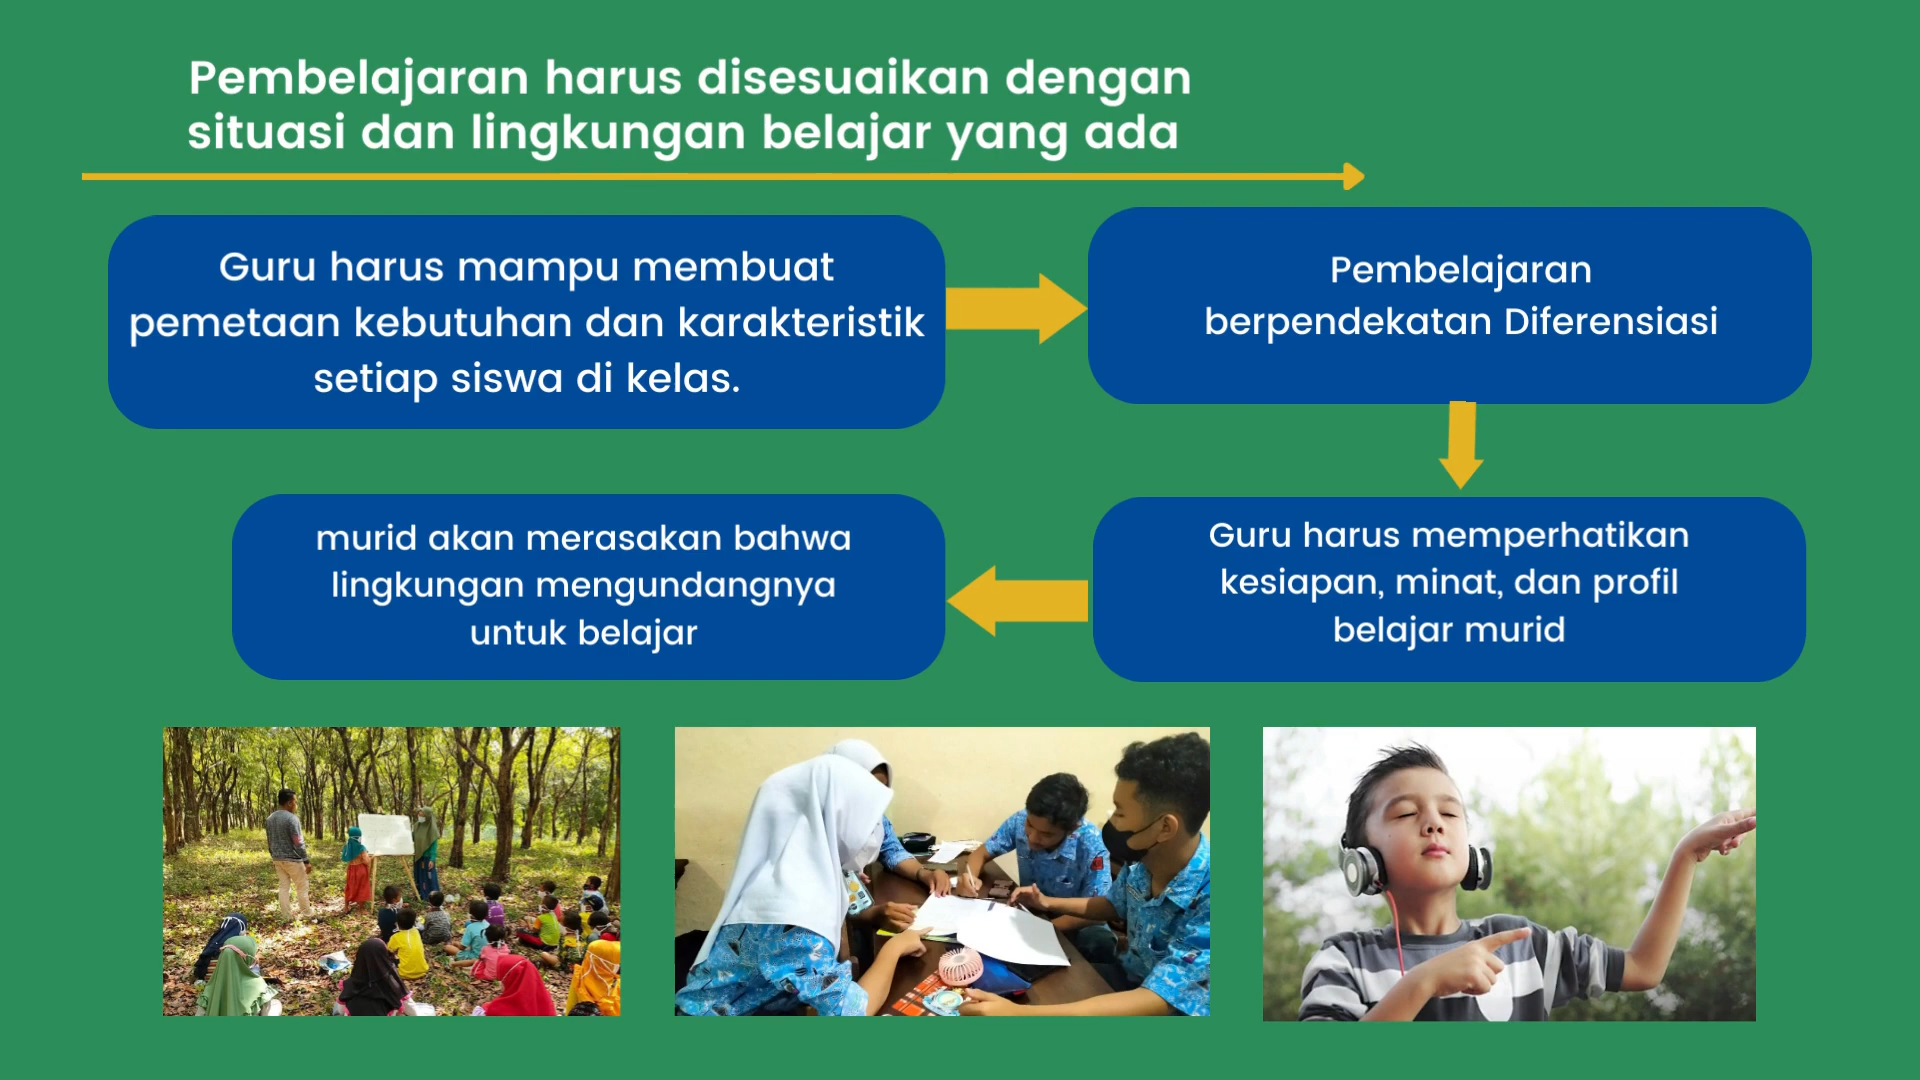 Pembelajaran harus disesuaikan dengan
situasi dan lingkungan belajar yang ada
Guru harus mampu membuat
pemetaan kebutuhan dan karakteristik
setiap siswa di kelas.
Pembelajaran
berpendekatan Diferensiasi
Guru harus memperhatikan
kesiapan, minat, dan profil
belajar murid
murid akan merasakan bahwa
lingkungan mengundangnya
untuk belajar